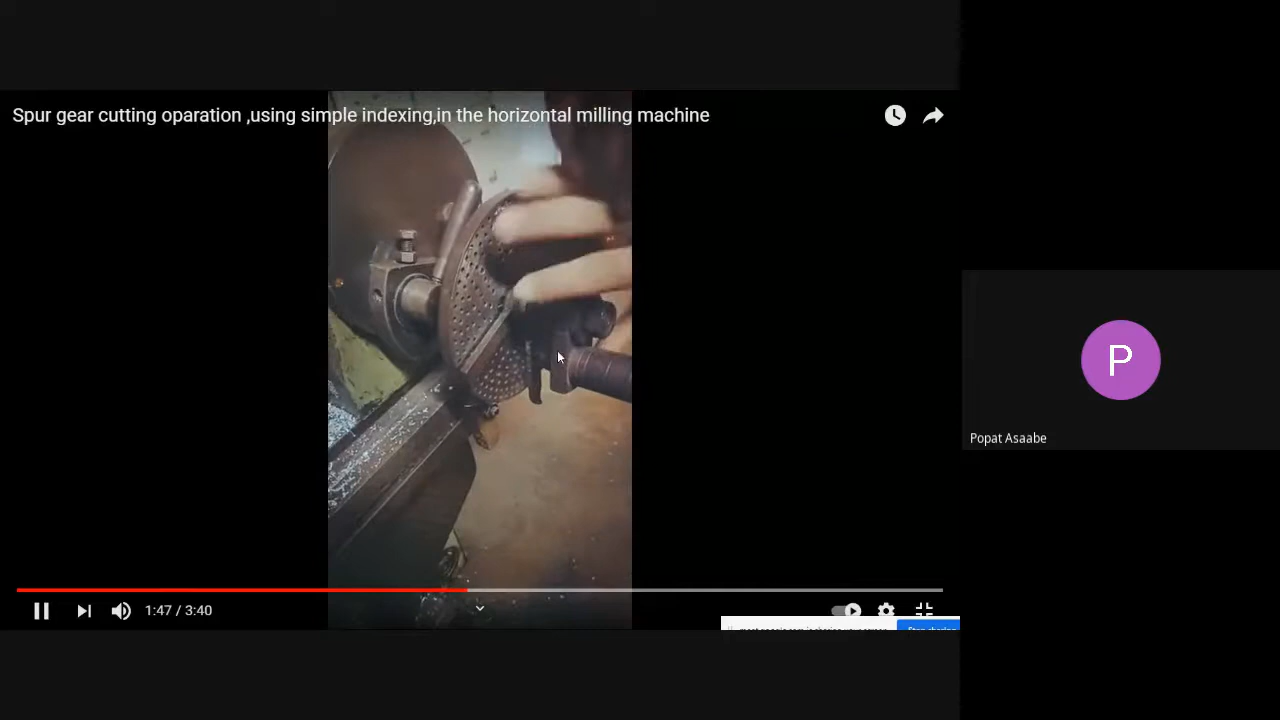 Spur gear cutting oparation ,using simple indexing,in the horizontal milling machine
P
Popat Asaabe
1:47 / 3:40